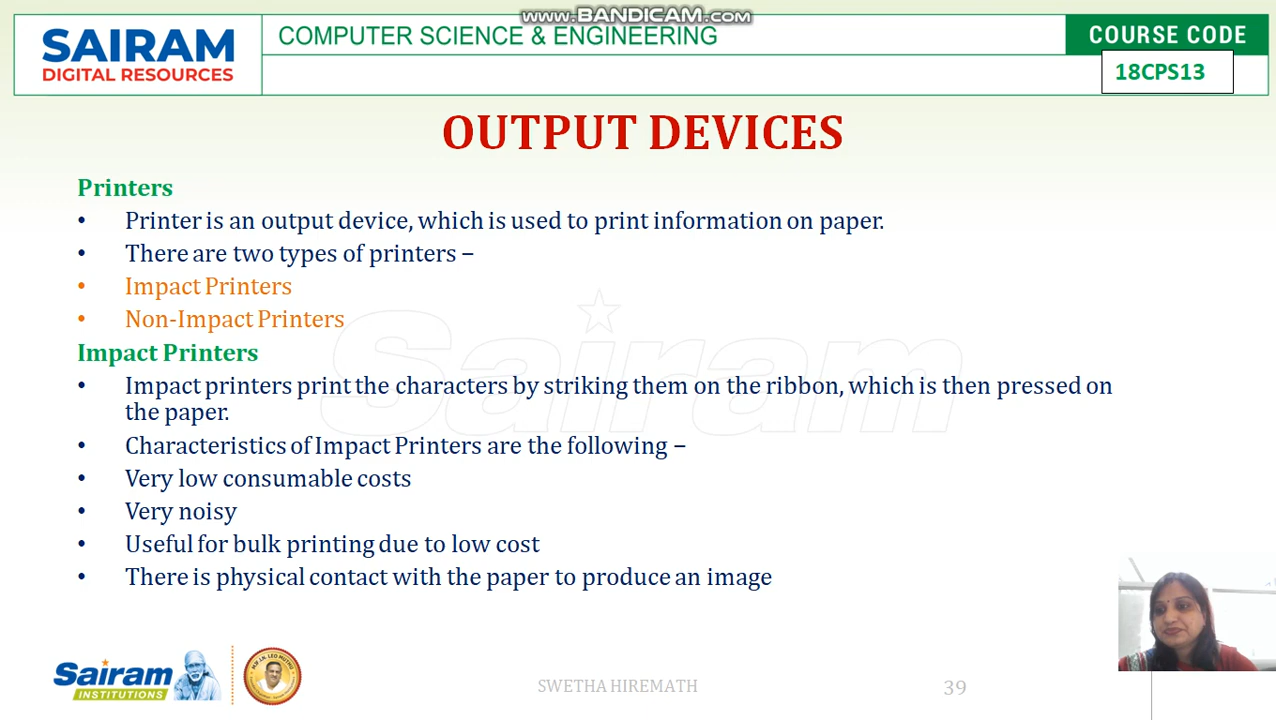 www.BANDICAM.com
SAIRAM
DIGITAL RESOURCES
COMPUTER SCIENCE & ENGINEERING
COURSE CODE
18CPS13
OUTPUT DEVICES
Printers
• Printer is an output device, which is used to print information on paper.
• There are two types of printers –
• Impact Printers
• Non-Impact Printers
Impact Printers
• Impact printers print the characters by striking them on the ribbon, which is then pressed on
the paper.
• Characteristics of Impact Printers are the following –
• Very low consumable costs
• Very noisy
• Useful for bulk printing due to low cost
• There is physical contact with the paper to produce an image
Sairam
Sairam
INSTITUTIONS
SWETHA HIREMATH
39